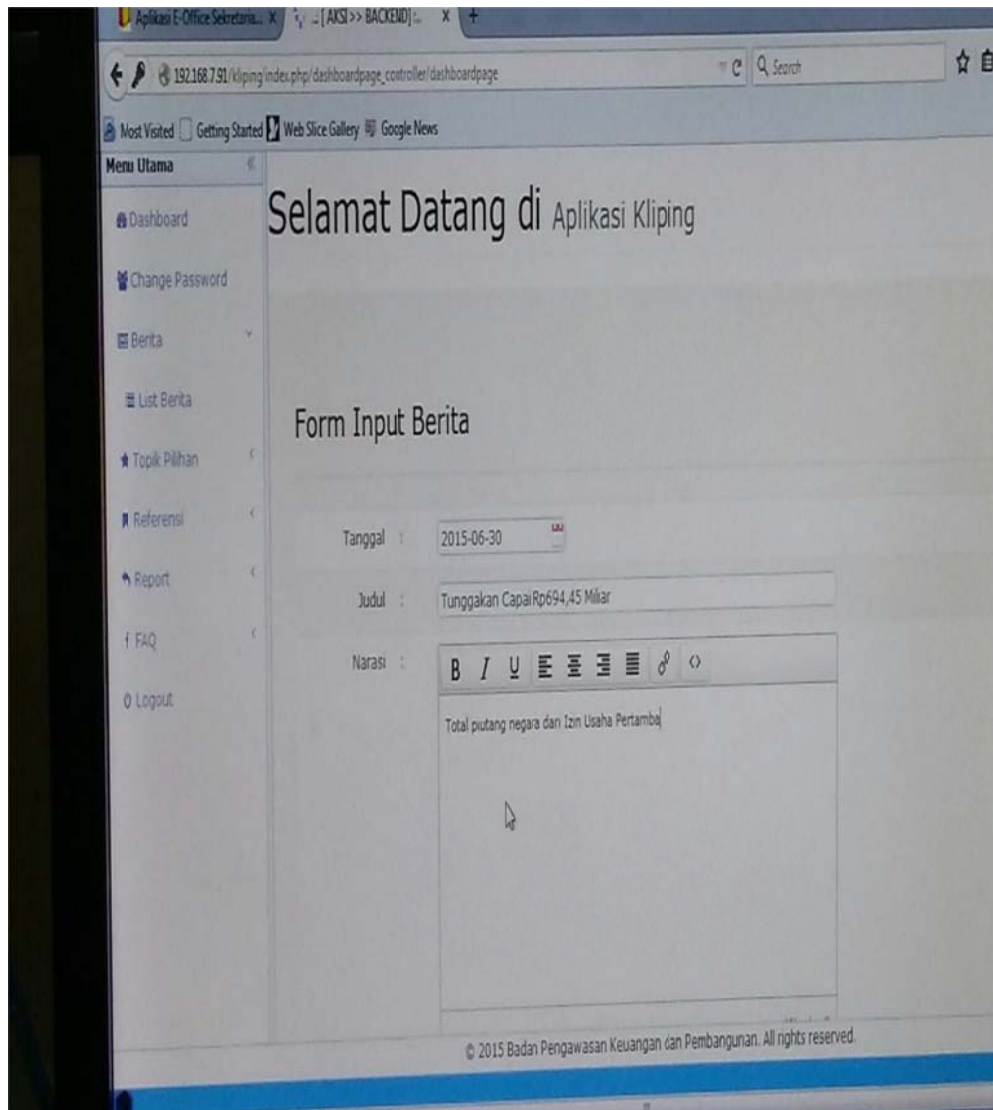 Aplikasi E-Office Sekretaria... x .:: [ AKSI >> BACKEND] ::. x +
192.168.7.91/kliping/index.php/dashboardpage_controller/dashboardpage Search
Most Visited Getting Started Web Slice Gallery Google News
Menu Utama
Selamat Datang di Aplikasi Kliping
Dashboard
Change Password
Berita
List Berita
Form Input Berita
Topik Pilihan
Referensi
Tanggal : 2015-06-30
Report
Judul : Tunggakan CapaiRp694,45 Miliar
FAQ
Narasi :
B I U
Logout
Total piutang negara dari Izin Usaha Pertamba
© 2015 Badan Pengawasan Keuangan dan Pembangunan. All rights reserved.